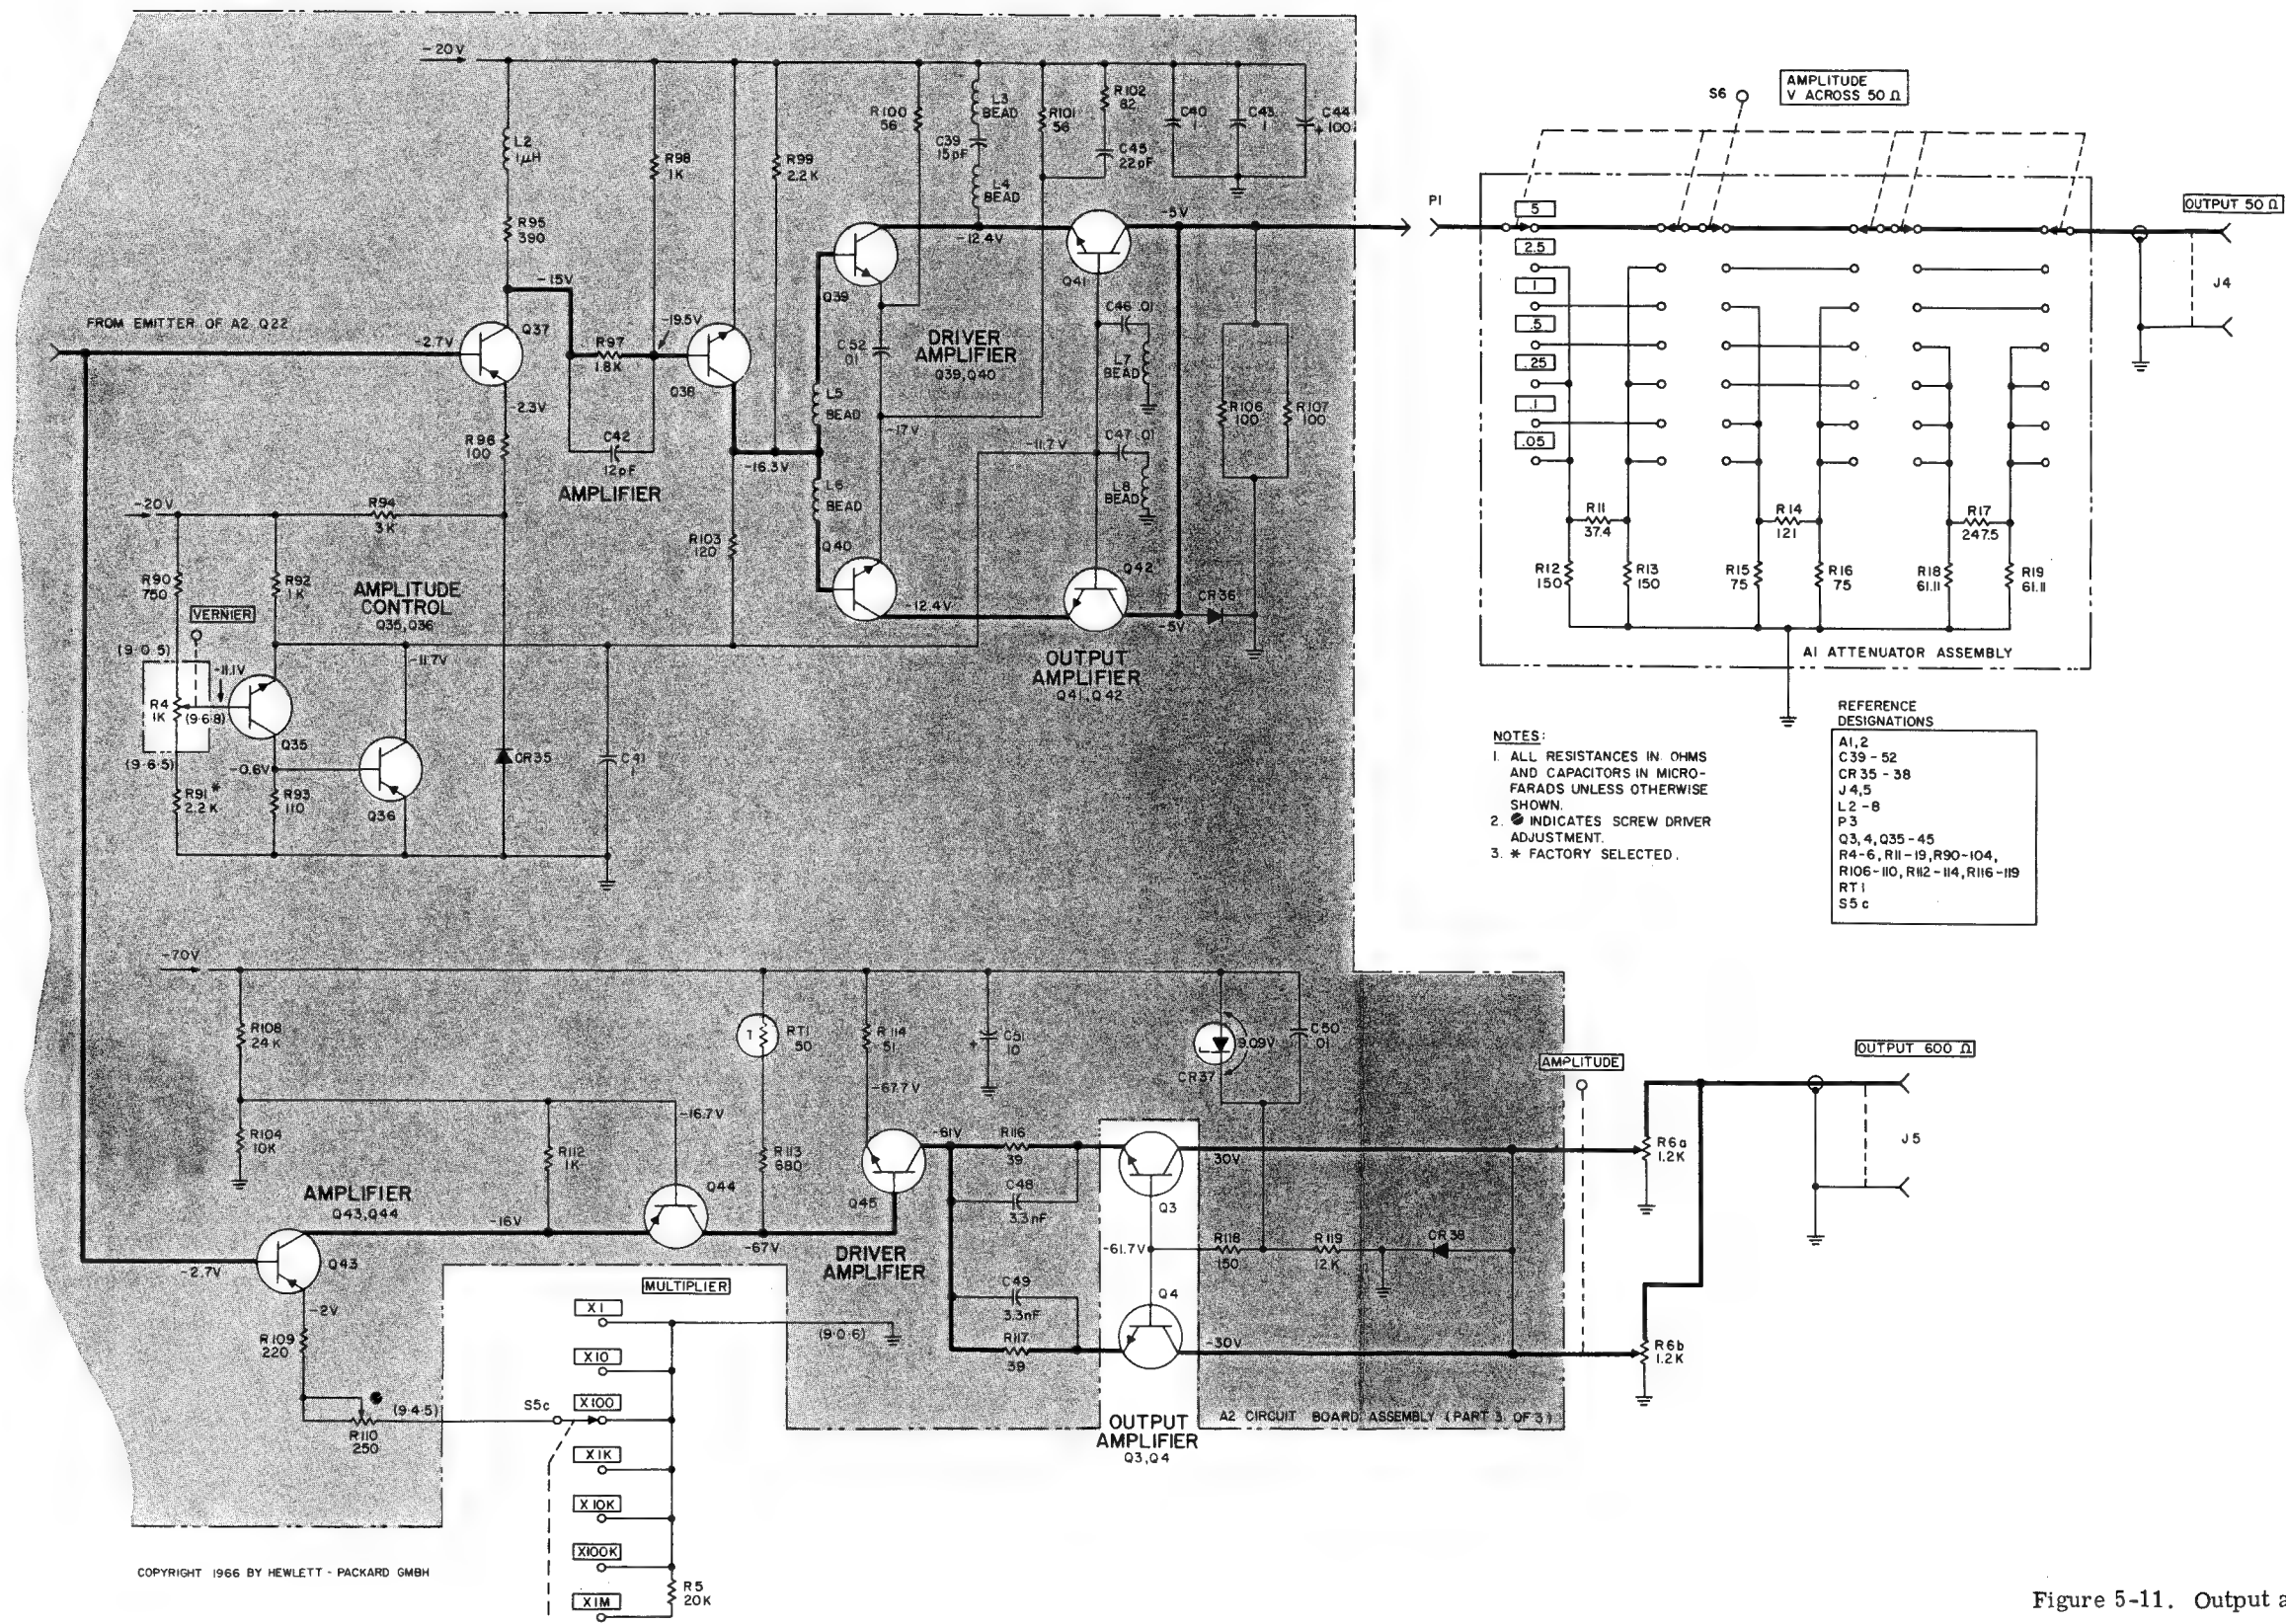 -20V
L2
1µH
R95
390
-15V
R98
1K
R99
2.2K
R100
56
L3
BEAD
C39
15pF
L4
BEAD
R101
56
R102
82
C45
22pF
C40
1
C43
1
C44
+ 100
FROM EMITTER OF A2 Q22
-2.7V
Q37
-2.3V
R96
100
R97
1.8K
-19.5V
Q38
C42
12pF
AMPLIFIER
-16.3V
Q39
-12.4V
C52
.01
L5
BEAD
L6
BEAD
-17V
DRIVER
AMPLIFIER
Q39,Q40
Q41
-5V
C46 .01
L7
BEAD
-11.7V
C47 .01
L8
BEAD
R106
100
R107
100
R103
120
Q40
-12.4V
Q42
-5V
CR36
OUTPUT
AMPLIFIER
Q41,Q42
-20V
R94
3K
R90
750
R92
1K
AMPLITUDE
CONTROL
Q35,Q36
VERNIER
(9·0·5)
-11.1V
-11.7V
R4
1K
(9·6·8)
(9·6·5)
Q35
-0.6V
R91 *
2.2K
R93
110
Q36
CR35
C41
1
P1
S6
AMPLITUDE
V ACROSS 50 Ω
5
2.5
1
.5
.25
.1
.05
R11
37.4
R14
121
R17
247.5
R12
150
R13
150
R15
75
R16
75
R18
61.11
R19
61.11
A1 ATTENUATOR ASSEMBLY
OUTPUT 50 Ω
J4
NOTES:
1. ALL RESISTANCES IN OHMS
AND CAPACITORS IN MICRO-
FARADS UNLESS OTHERWISE
SHOWN.
2. INDICATES SCREW DRIVER
ADJUSTMENT.
3. * FACTORY SELECTED.
REFERENCE
DESIGNATIONS
A1,2
C39-52
CR35-38
J4,5
L2-8
P3
Q3,4,Q35-45
R4-6,R11-19,R90-104,
R106-110,R112-114,R116-119
RT1
S5c
-70V
R108
24K
R104
10K
AMPLIFIER
Q43,Q44
R112
1K
-16.7V
-16V
Q44
-67V
T
RT1
50
R113
680
R114
51
-67.7V
C51
+ 10
Q45
-61V
DRIVER
AMPLIFIER
R116
39
C48
3.3nF
C49
3.3nF
R117
39
Q3
-30V
-61.7V
Q4
-30V
R118
150
R119
12K
CR38
9.09V
CR37
C50
.01
-2.7V
Q43
-2V
R109
220
R110
250
(9·4·5)
MULTIPLIER
S5c
X1
X10
X100
X1K
X10K
X100K
X1M
R5
20K
(9·0·6)
OUTPUT
AMPLIFIER
Q3,Q4
A2 CIRCUIT BOARD ASSEMBLY (PART 3 OF 3)
AMPLITUDE
R6a
1.2K
R6b
1.2K
OUTPUT 600 Ω
J5
COPYRIGHT 1966 BY HEWLETT-PACKARD GMBH
Figure 5-11. Output a